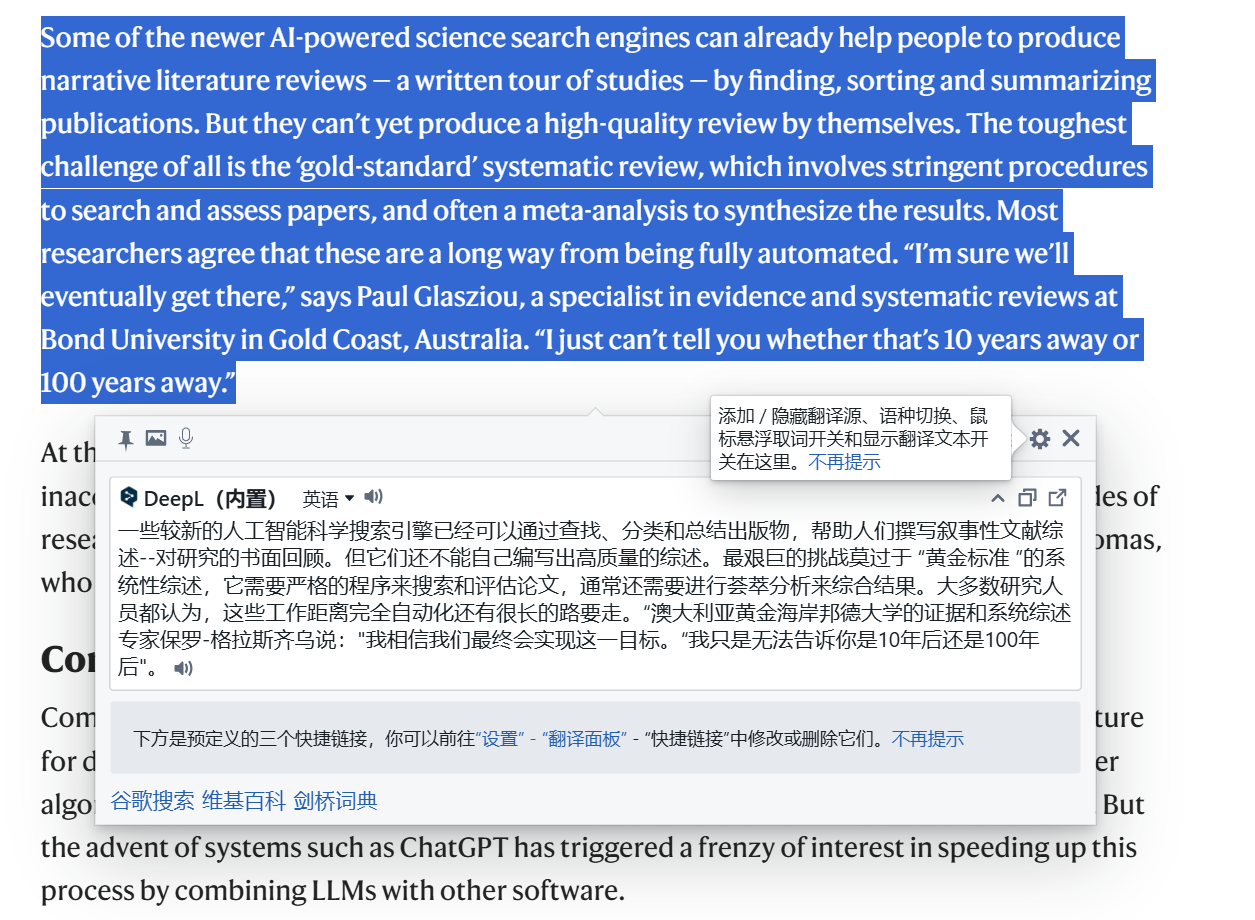 Some of the newer AI-powered science search engines can already help people to produce
narrative literature reviews — a written tour of studies — by finding, sorting and summarizing
publications. But they can’t yet produce a high-quality review by themselves. The toughest
challenge of all is the ‘gold-standard’ systematic review, which involves stringent procedures
to search and assess papers, and often a meta-analysis to synthesize the results. Most
researchers agree that these are a long way from being fully automated. “I’m sure we’ll
eventually get there,” says Paul Glasziou, a specialist in evidence and systematic reviews at
Bond University in Gold Coast, Australia. “I just can’t tell you whether that’s 10 years away or
100 years away.”
添加 / 隐藏翻译源、语种切换、鼠
标悬浮取词开关和显示翻译文本开
关在这里。不再提示
At th
inacc
des of
resea
omas,
who
DeepL（内置） 英语
一些较新的人工智能科学搜索引擎已经可以通过查找、分类和总结出版物，帮助人们撰写叙事性文献综
述--对研究的书面回顾。但它们还不能自己编写出高质量的综述。最艰巨的挑战莫过于 “黄金标准 ”的系
统性综述，它需要严格的程序来搜索和评估论文，通常还需要进行荟萃分析来综合结果。大多数研究人
员都认为，这些工作距离完全自动化还有很长的路要走。“澳大利亚黄金海岸邦德大学的证据和系统综述
专家保罗-格拉斯齐乌说："我相信我们最终会实现这一目标。“我只是无法告诉你是10年后还是100年
后"。
Cor
下方是预定义的三个快捷链接，你可以前往“设置” - “翻译面板” - “快捷链接”中修改或删除它们。不再提示
谷歌搜索 维基百科 剑桥词典
Com
ture
for d
er
algo
. But
the advent of systems such as ChatGPT has triggered a frenzy of interest in speeding up this
process by combining LLMs with other software.